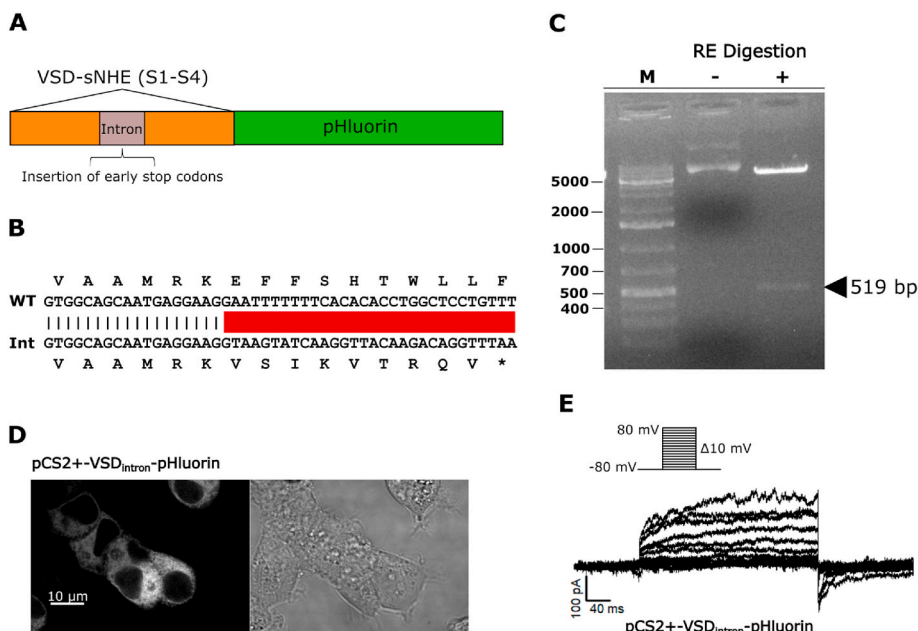 A
VSD-sNHE (S1-S4)
Intron
pHluorin
Insertion of early stop codons
B
V A A M R K E F F S H T W L L F
WT GTGGCAGCAATGAGGAAGGAATTTTTTTCACACACCTGGCTCCTGTTT
Int GTGGCAGCAATGAGGAAGGTAAGTATCAAGGTTACAAGACAGGTTTAA
V A A M R K V S I K V T R Q V *
C
RE Digestion
M - +
5000
2000
1000
700
500
400
519 bp
D
pCS2+-VSDintron-pHluorin
10 µm
E
80 mV
Δ10 mV
-80 mV
100 pA
40 ms
pCS2+-VSDintron-pHluorin